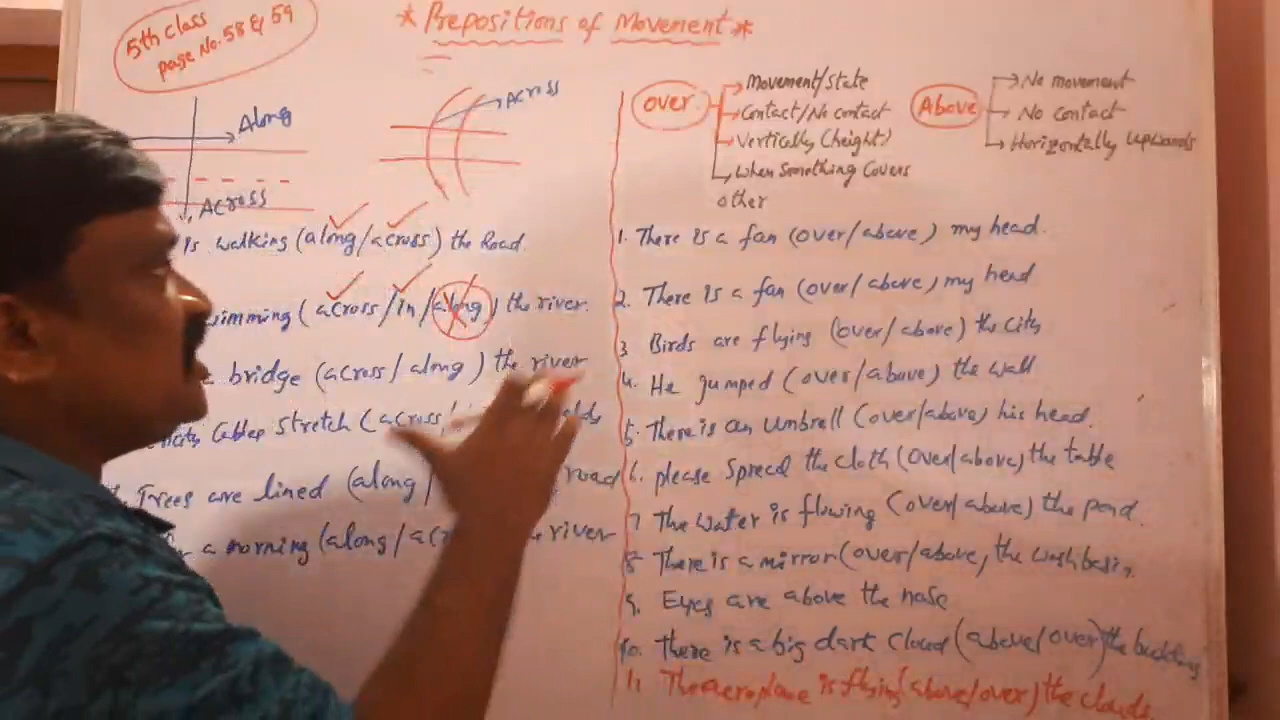 5th class
page No. 58 & 59
* Prepositions of Movement *
Along
Across
Across
is walking (along/across) the Road.
swimming (across/in/along) the river.
bridge (across/along) the river
Cables stretch (across/
Trees are lined (along/ road
a morning (along/ river
over
Movement/State
Contact/No contact
Vertically (height)
When Something Covers
other
Above
No movement
No contact
Horizontally upwards
1. There is a fan (over/above) my head.
2. There is a fan (over/above) my head
3 Birds are flying (over/above) the city
4. He gumped (over/above) the wall
5. There is an umbrell (over/above) his head.
6. please spread the cloth (over/above) the table
7 The water is flowing (over/above) the pond.
8 There is a mirror (over/above, the washbasin,
9. Eyes are above the nose
10. There is a big dark cloud (above/over) the
11. The aeroplane is flying (above/over) the clouds